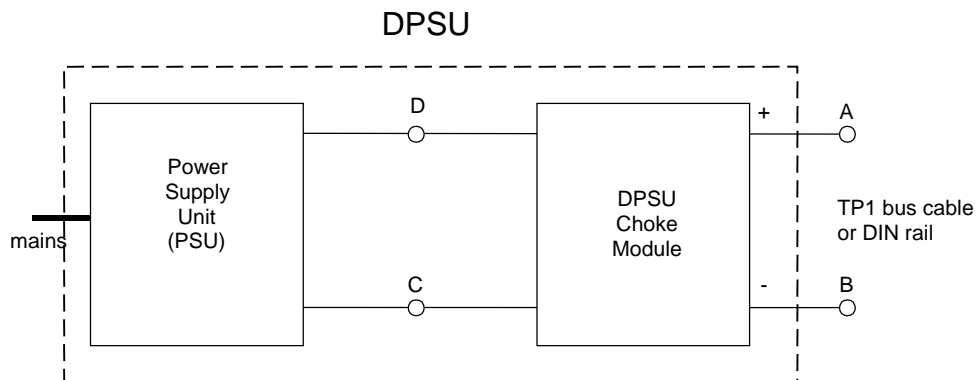 DPSU
D
+
A
Power
Supply
Unit
(PSU)
DPSU
Choke
Module
TP1 bus cable
or DIN rail
mains
C
-
B